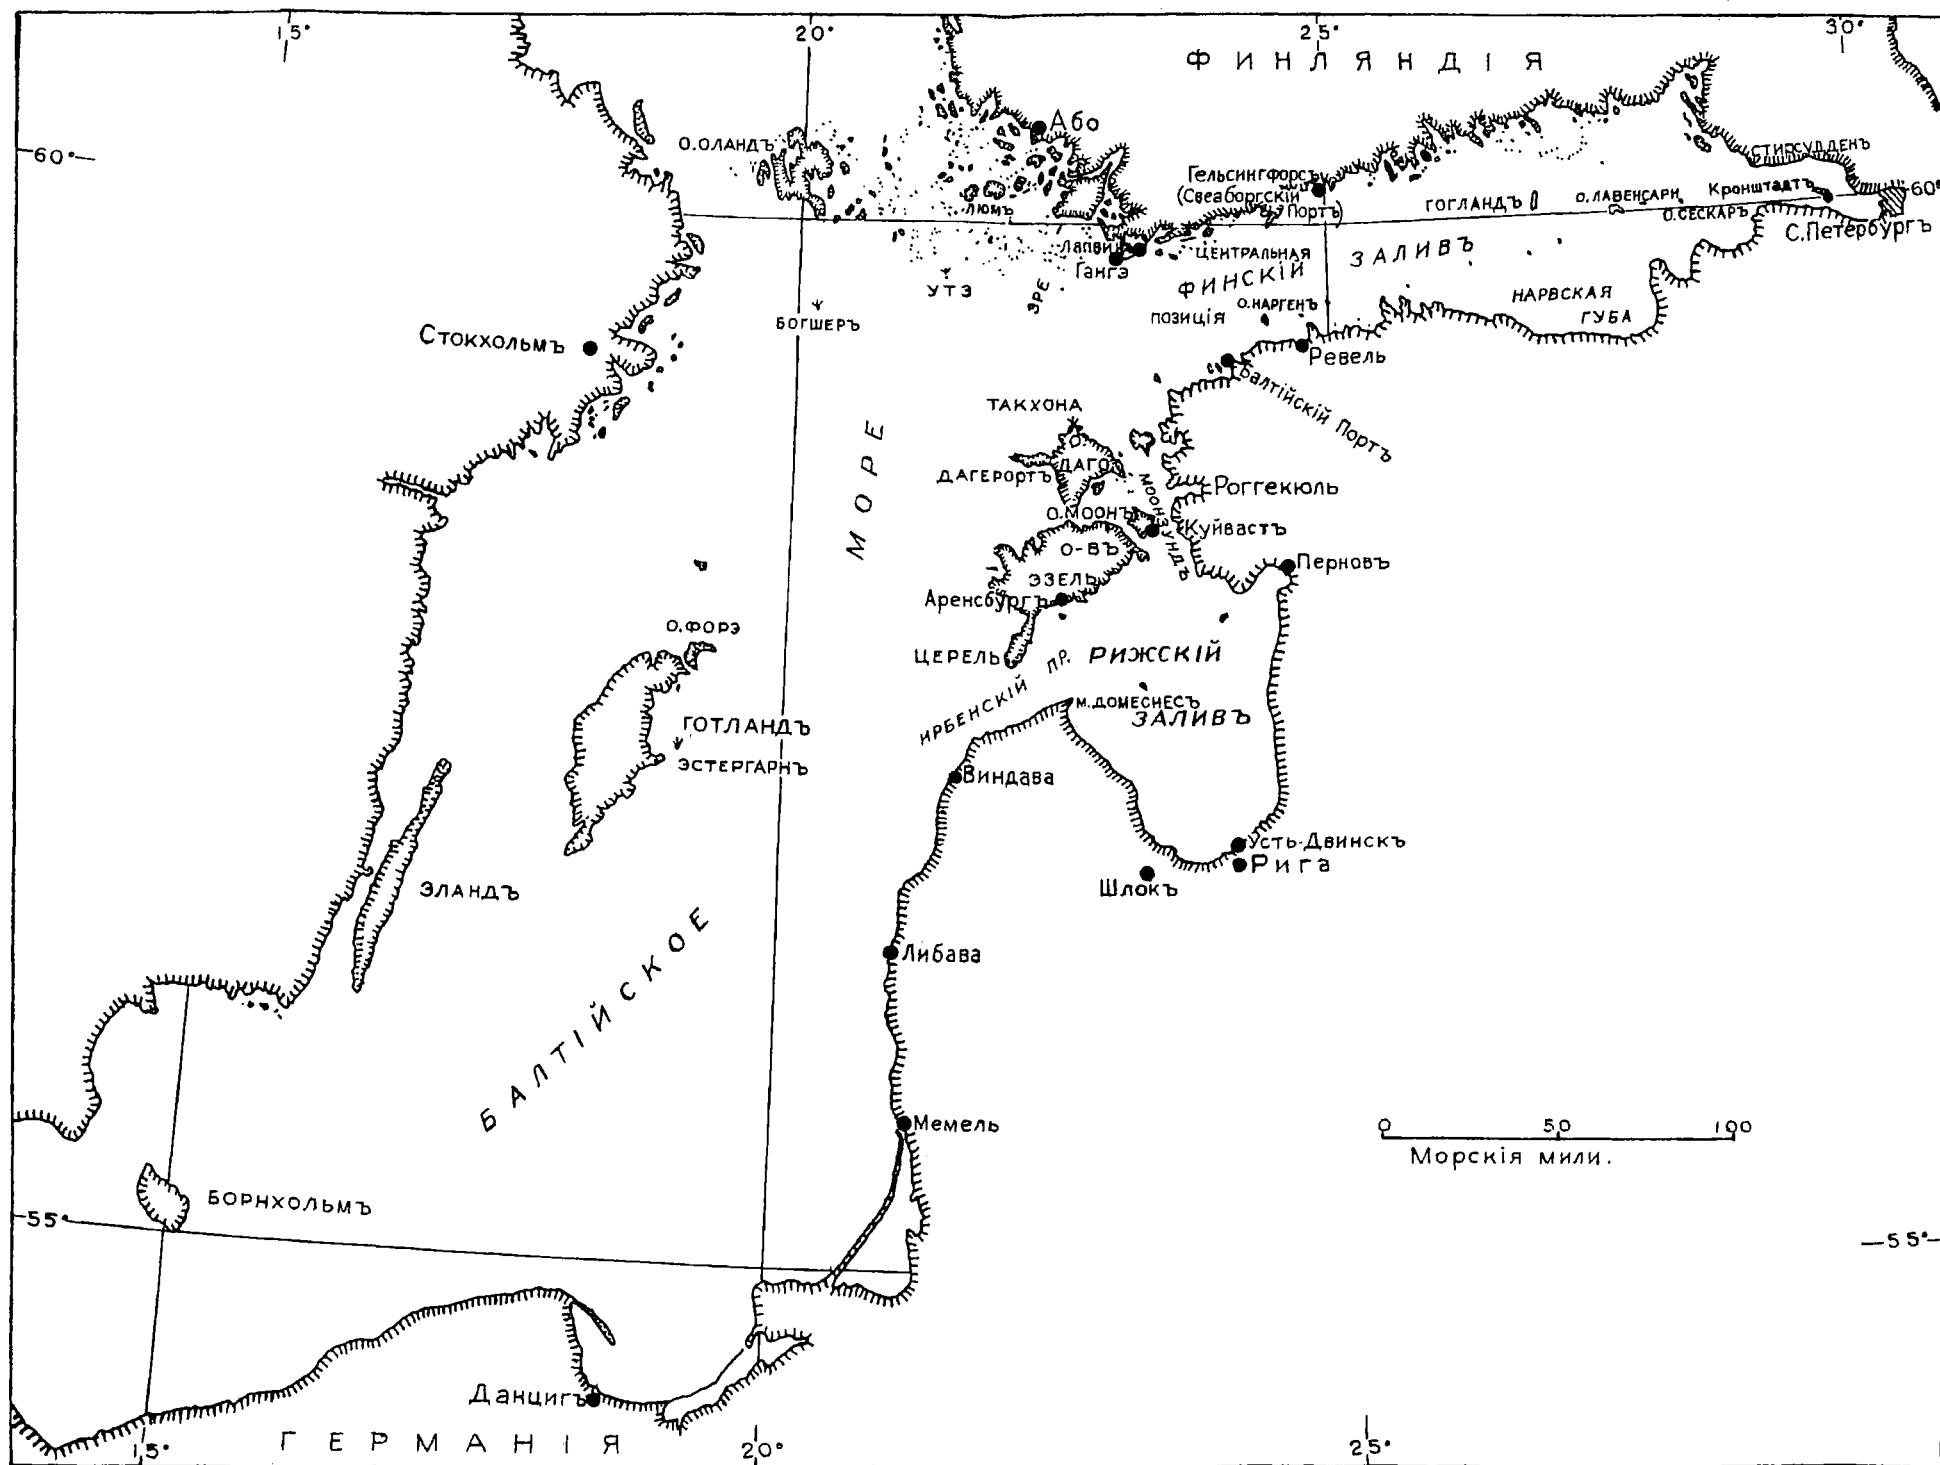 15°
20°
25°
30°
ФИНЛЯНДІЯ
Або
О.ОЛАНДЪ
60°
СТИРСУДДЕНЪ
Гельсингфорсъ
(Свеаборгскій
Портъ)
ЛЮМЪ
ГОГЛАНДЪ
О.ЛАВЕНСАРИ
Кронштадтъ
60°
О.СЕСКАРЪ
С.Петербургъ
Лапвик
Гангэ
ЦЕНТРАЛЬНАЯ
ФИНСКІЙ
ЗАЛИВЪ
УТЭ
ЭРЕ
О.НАРГЕНЪ
НАРВСКАЯ
ГУБА
БОГШЕРЪ
ПОЗИЦІЯ
Стокхольмъ
Ревель
Балтійскій Портъ
ТАКХОНА
О.
ДАГО
ДАГЕРОРТЪ
МООНЗУНДЪ
Роггекюль
О.МООНЪ
Куйвастъ
О-ВЪ
ЭЗЕЛЬ
Перновъ
Аренсбургъ
МОРЕ
О.ФОРЭ
ЦЕРЕЛЬ
ИРБЕНСКІЙ ПР.
РИЖСКІЙ
М.ДОМЕСНЕСЪ
ЗАЛИВЪ
ГОТЛАНДЪ
ЭСТЕРГАРНЪ
Виндава
Усть-Двинскъ
Рига
Шлокъ
ЭЛАНДЪ
Либава
БАЛТІЙСКОЕ
Мемель
0 50 100
Морскія мили.
БОРНХОЛЬМЪ
55°
55°
Данцигъ
ГЕРМАНІЯ
15°
20°
25°